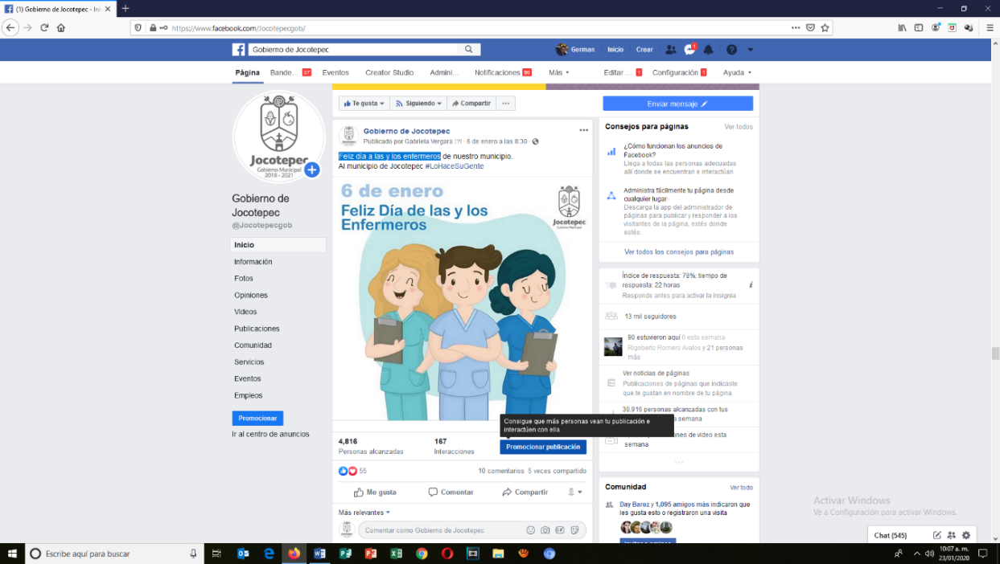 (1) Gobierno de Jocotepec - Ini
https://www.facebook.com/Jocotepecgob/
Gobierno de Jocotepec
German Inicio Crear
1
Página Bande... 37 Eventos Creator Studio Admini... Notificaciones 90 Más Editar ... 1 Configuración 1 Ayuda
Jocotepec
Gobierno Municipal
2018 - 2021
Gobierno de
Jocotepec
@Jocotepecgob
Inicio
Información
Fotos
Opiniones
Videos
Publicaciones
Comunidad
Servicios
Eventos
Empleos
Promocionar
Ir al centro de anuncios
Te gusta Siguiendo Compartir ...
Gobierno de Jocotepec
Publicado por Gabriela Vergara [?] · 6 de enero a las 8:30 ·
Feliz día a las y los enfermeros de nuestro municipio.
Al municipio de Jocotepec #LoHaceSuGente
6 de enero
Feliz Día de las y los
Enfermeros
Jocotepec
Gobierno Municipal
Consigue que más personas vean tu publicación e
interactúen con ella
4,816
Personas alcanzadas
167
Interacciones
Promocionar publicación
55
10 comentarios 5 veces compartido
Me gusta Comentar Compartir
Más relevantes
Comentar como Gobierno de Jocotepec
Enviar mensaje
Consejos para páginas Ver todos
¿Cómo funcionan los anuncios de
Facebook?
Llega a todas las personas adecuadas
allí donde se encuentran e interactúan.
Administra fácilmente tu página desde
cualquier lugar
Descarga la app del administrador de
páginas para publicar y responder a los
visitantes de la página, estés donde
estés.
Ver todos los consejos para páginas
Índice de respuesta: 78%; tiempo de
respuesta: 22 horas
Responde antes para activar la insignia
13 mil seguidores
90 estuvieron aquí 0 esta semana
Rigoberto Romero Avalos y 21 personas
más
Ver noticias de páginas
Publicaciones de páginas que indicaste
que te gustan en nombre de tu página
30,916 personas alcanzadas con tus
a semana
ones de video esta
semana
Comunidad Ver todo
Day Barez y 1,095 amigos más indicaron que
les gusta esto o registraron una visita
Invitar a amigos
Activar Windows
Ve a Configuración para activar Windows.
Chat (545)
Escribe aquí para buscar
10:07 a. m.
23/01/2020